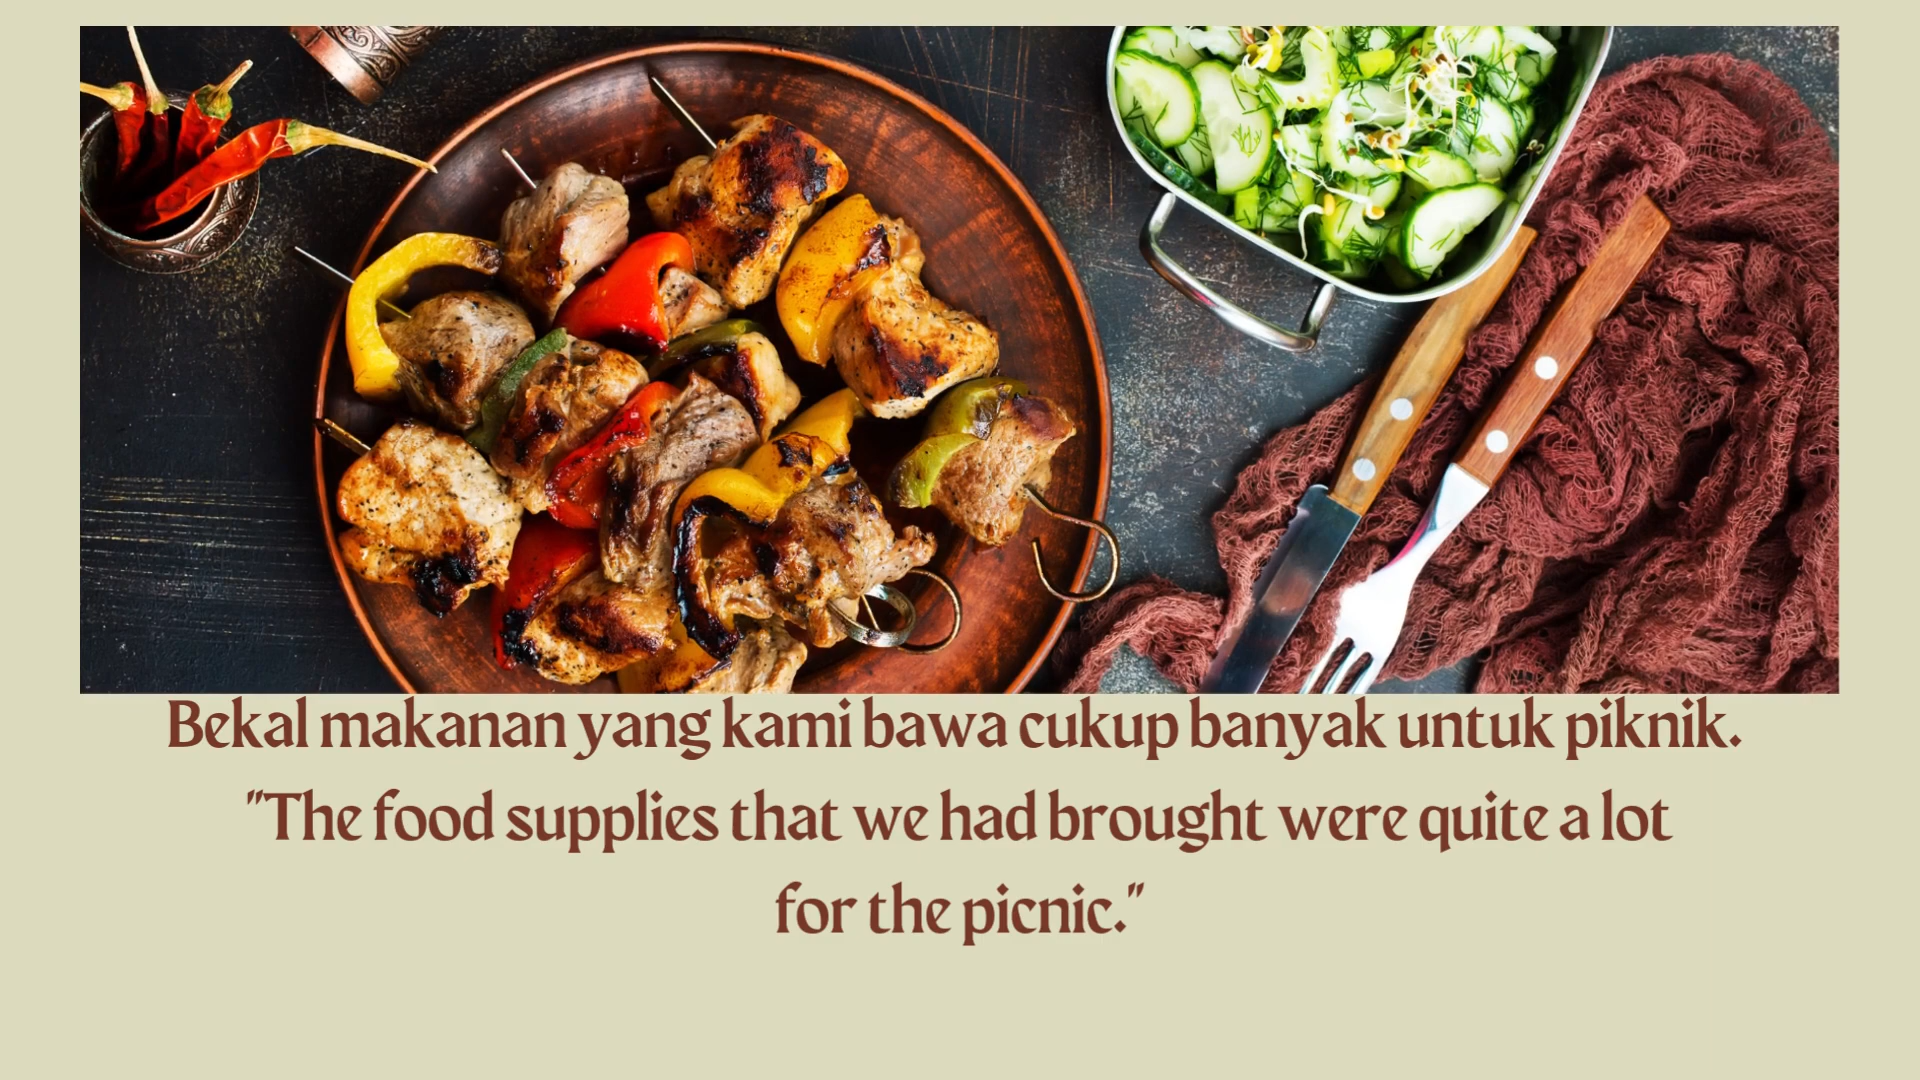 Bekal makanan yang kami bawa cukup banyak untuk piknik.
"The food supplies that we had brought were quite a lot
for the picnic."